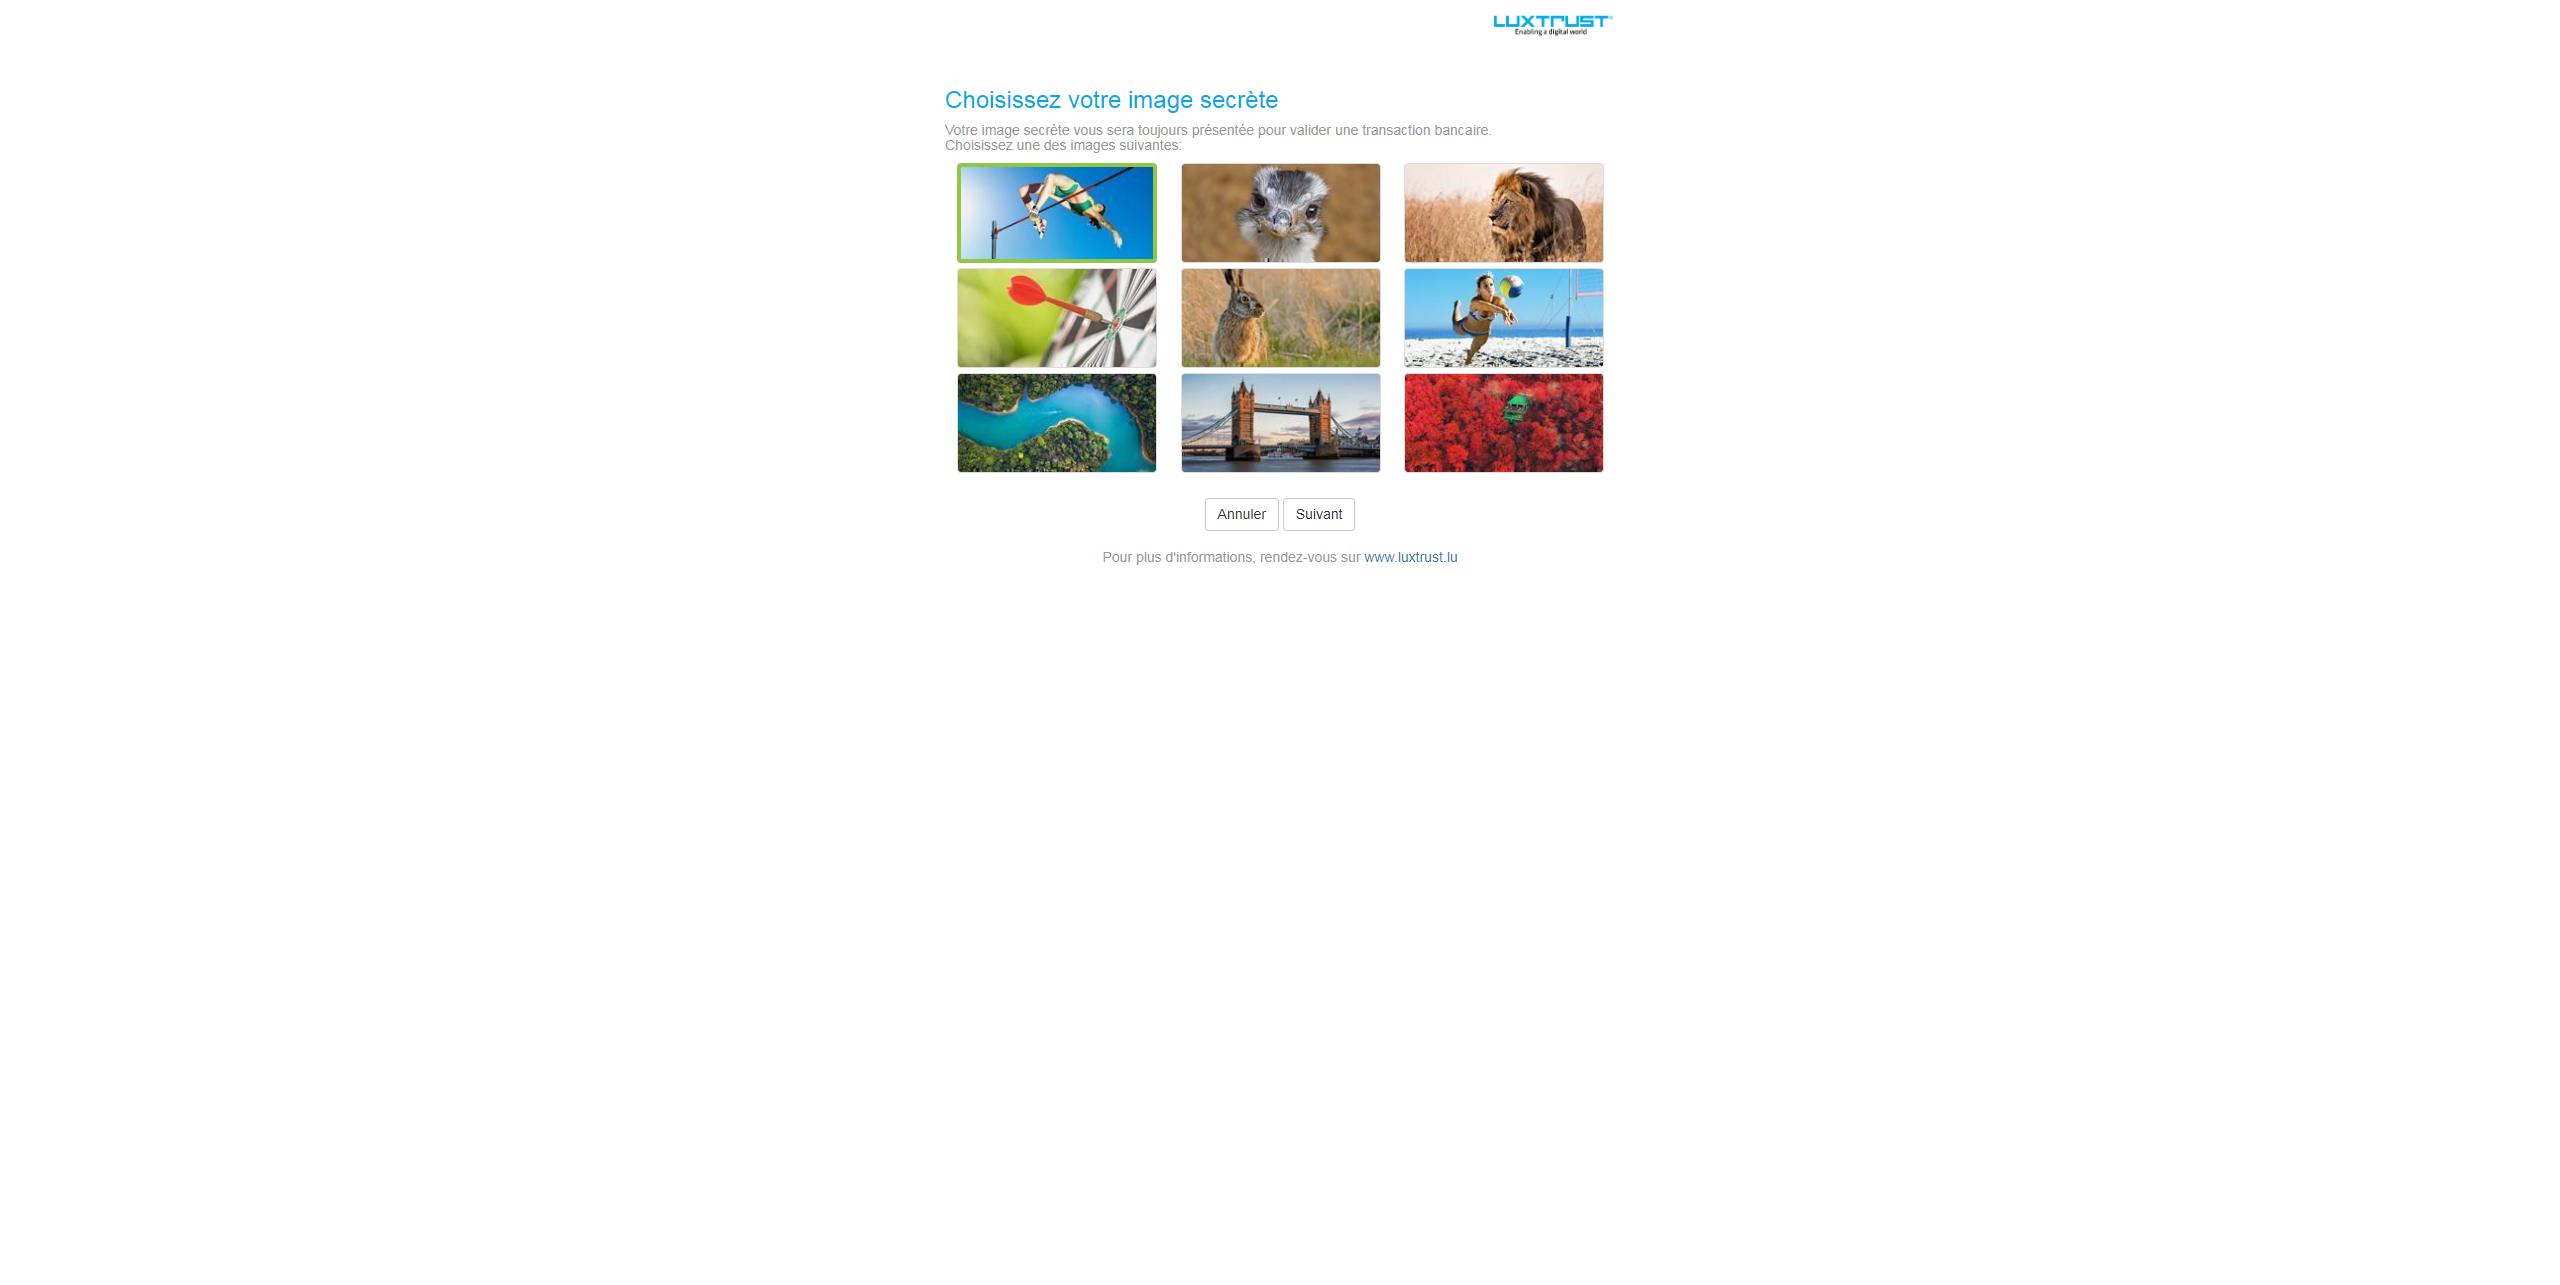 LUXTRUST
Enabling a digital world
Choisissez votre image secrète
Votre image secrète vous sera toujours présentée pour valider une transaction bancaire.
Choisissez une des images suivantes:
Annuler Suivant
Pour plus d'informations, rendez-vous sur www.luxtrust.lu